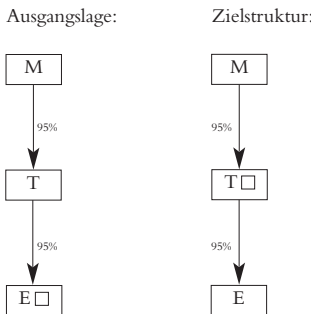 Ausgangslage: Zielstruktur:
M M
95% 95%
T T □
95% 95%
E □ E